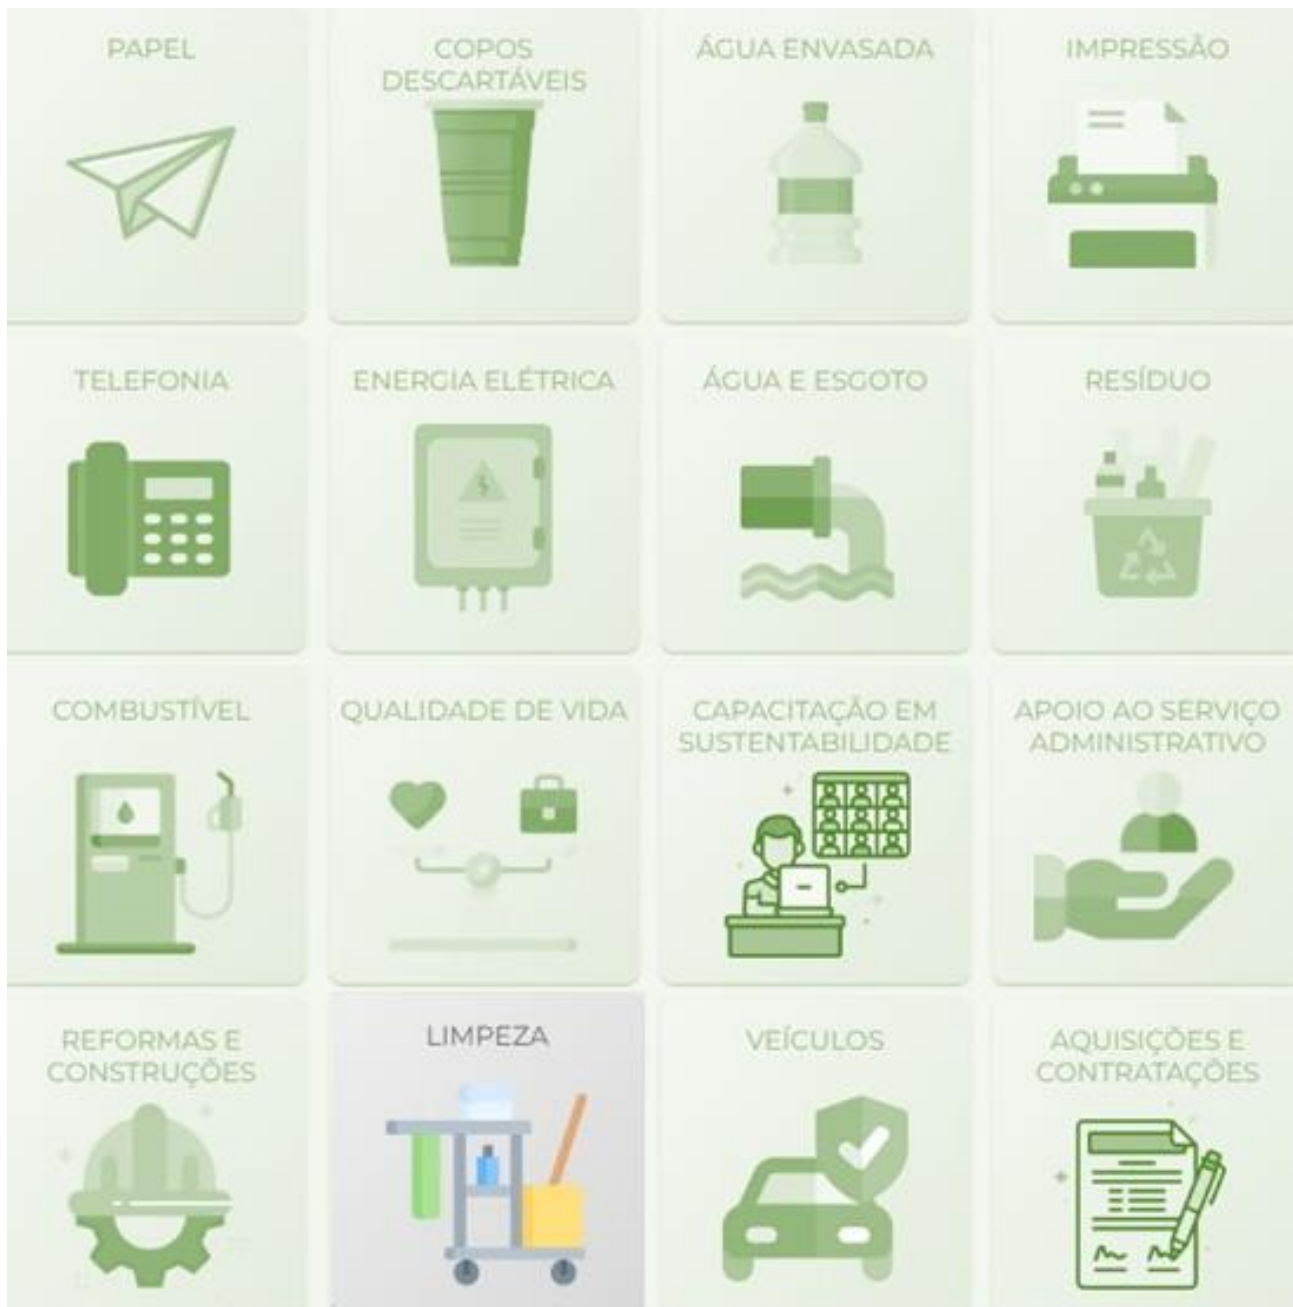 PAPEL
COPOS
DESCARTÁVEIS
ÁGUA ENVASADA
IMPRESSÃO
TELEFONIA
ENERGIA ELÉTRICA
ÁGUA E ESGOTO
RESÍDUO
COMBUSTÍVEL
QUALIDADE DE VIDA
CAPACITAÇÃO EM
SUSTENTABILIDADE
APOIO AO SERVIÇO
ADMINISTRATIVO
REFORMAS E
CONSTRUÇÕES
LIMPEZA
VEÍCULOS
AQUISIÇÕES E
CONTRATAÇÕES